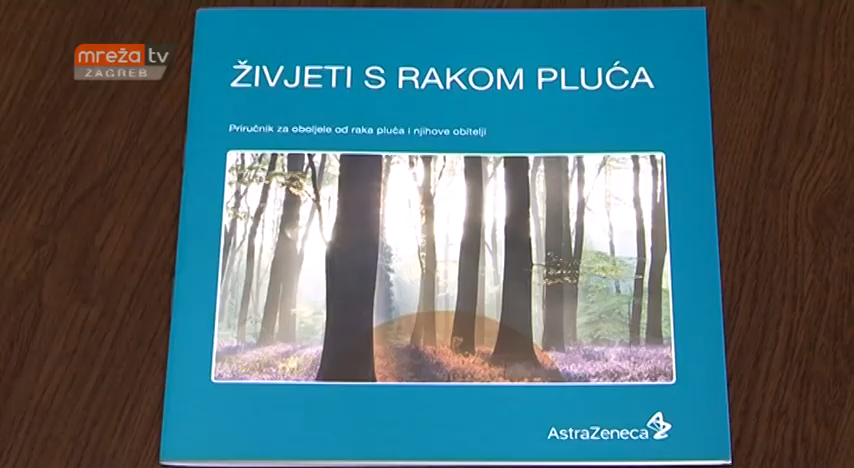 mreža tv
ZAGREB
ŽIVJETI S RAKOM PLUĆA
Priručnik za oboljele od raka pluća i njihove obitelji
AstraZeneca